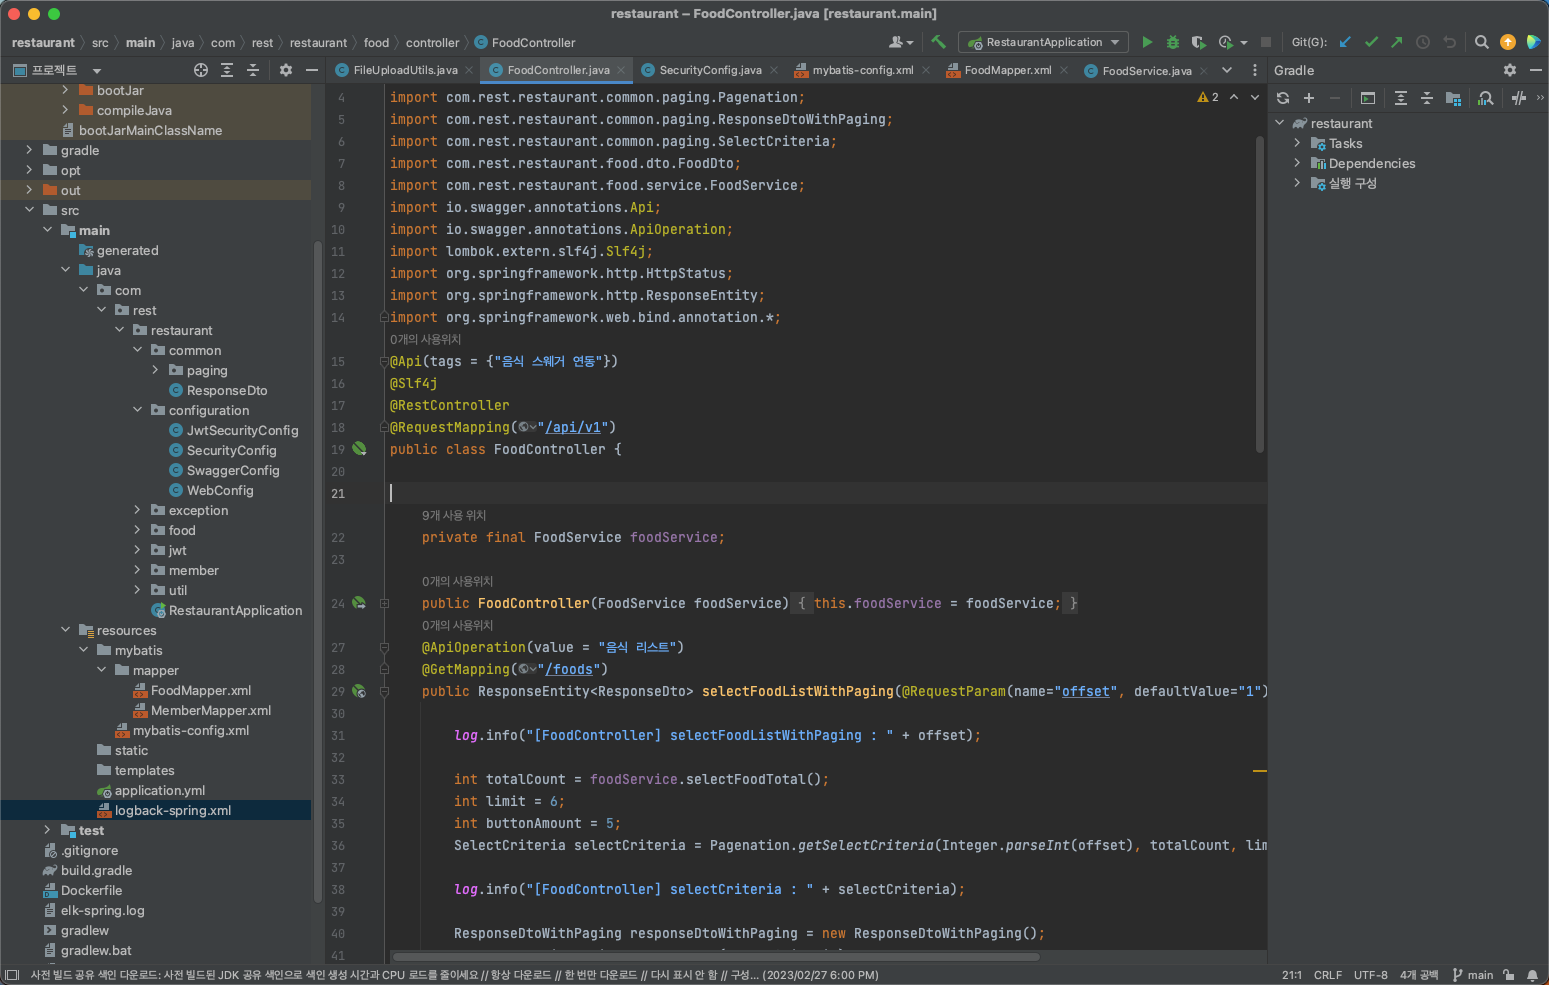 restaurant – FoodController.java [restaurant.main]
restaurant › src › main › java › com › rest › restaurant › food › controller › FoodController
RestaurantApplication
Git(G):
프로젝트
FileUploadUtils.java
FoodController.java
SecurityConfig.java
mybatis-config.xml
FoodMapper.xml
FoodService.java
Gradle
bootJar
compileJava
bootJarMainClassName
gradle
opt
out
src
main
generated
java
com
rest
restaurant
common
paging
ResponseDto
configuration
JwtSecurityConfig
SecurityConfig
SwaggerConfig
WebConfig
exception
food
jwt
member
util
RestaurantApplication
resources
mybatis
mapper
FoodMapper.xml
MemberMapper.xml
mybatis-config.xml
static
templates
application.yml
logback-spring.xml
test
.gitignore
build.gradle
Dockerfile
elk-spring.log
gradlew
gradlew.bat
2
4 import com.rest.restaurant.common.paging.Pagenation;
5 import com.rest.restaurant.common.paging.ResponseDtoWithPaging;
6 import com.rest.restaurant.common.paging.SelectCriteria;
7 import com.rest.restaurant.food.dto.FoodDto;
8 import com.rest.restaurant.food.service.FoodService;
9 import io.swagger.annotations.Api;
10 import io.swagger.annotations.ApiOperation;
11 import lombok.extern.slf4j.Slf4j;
12 import org.springframework.http.HttpStatus;
13 import org.springframework.http.ResponseEntity;
14 import org.springframework.web.bind.annotation.*;
0개의 사용위치
15 @Api(tags = {"음식 스웨거 연동"})
16 @Slf4j
17 @RestController
18 @RequestMapping("/api/v1")
19 public class FoodController {
20
21
9개 사용 위치
22 private final FoodService foodService;
23
0개의 사용위치
24 public FoodController(FoodService foodService) { this.foodService = foodService; }
0개의 사용위치
27 @ApiOperation(value = "음식 리스트")
28 @GetMapping("/foods")
29 public ResponseEntity<ResponseDto> selectFoodListWithPaging(@RequestParam(name="offset", defaultValue="1")
30
31 log.info("[FoodController] selectFoodListWithPaging : " + offset);
32
33 int totalCount = foodService.selectFoodTotal();
34 int limit = 6;
35 int buttonAmount = 5;
36 SelectCriteria selectCriteria = Pagenation.getSelectCriteria(Integer.parseInt(offset), totalCount, lim
37
38 log.info("[FoodController] selectCriteria : " + selectCriteria);
39
40 ResponseDtoWithPaging responseDtoWithPaging = new ResponseDtoWithPaging();
41
restaurant
Tasks
Dependencies
실행 구성
사전 빌드 공유 색인 다운로드: 사전 빌드된 JDK 공유 색인으로 색인 생성 시간과 CPU 로드를 줄이세요 // 항상 다운로드 // 한 번만 다운로드 // 다시 표시 안 함 // 구성... (2023/02/27 6:00 PM)
21:1 CRLF UTF-8 4개 공백 main